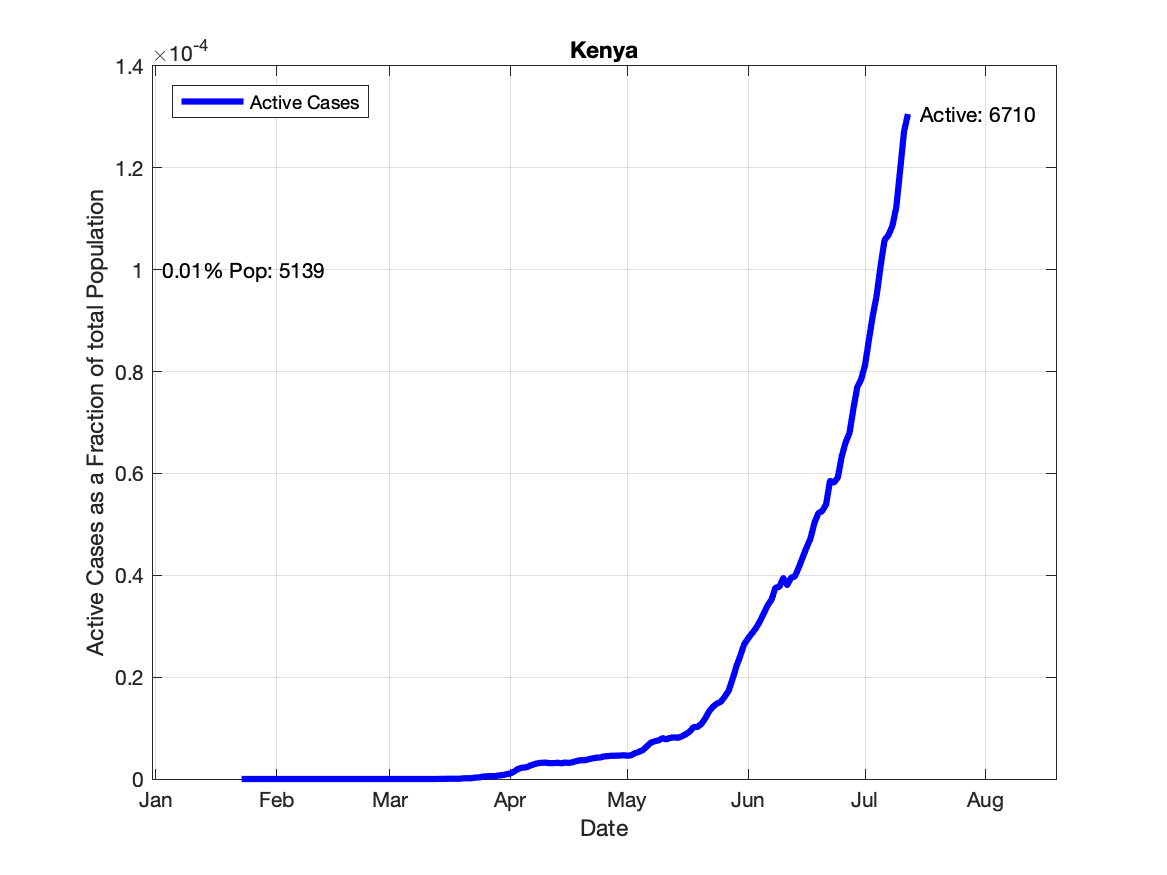 Kenya
×10-4
1.4
1.2
1
0.8
0.6
0.4
0.2
0
Active Cases
Active: 6710
0.01% Pop: 5139
Active Cases as a Fraction of total Population
Jan Feb Mar Apr May Jun Jul Aug
Date